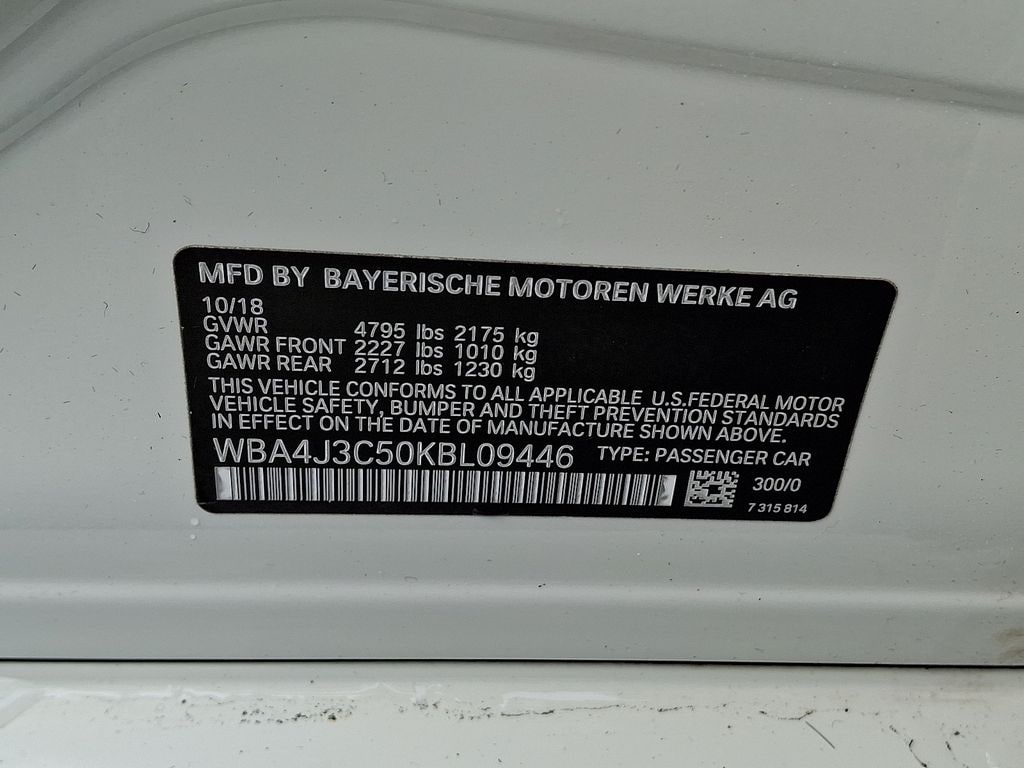 MFD BY BAYERISCHE MOTOREN WERKE AG
10/18
GVWR 4795 lbs 2175 kg
GAWR FRONT 2227 lbs 1010 kg
GAWR REAR 2712 lbs 1230 kg
THIS VEHICLE CONFORMS TO ALL APPLICABLE U.S.FEDERAL MOTOR
VEHICLE SAFETY, BUMPER AND THEFT PREVENTION STANDARDS
IN EFFECT ON THE DATE OF MANUFACTURE SHOWN ABOVE.
WBA4J3C50KBL09446 TYPE: PASSENGER CAR
300/0
7 315 814